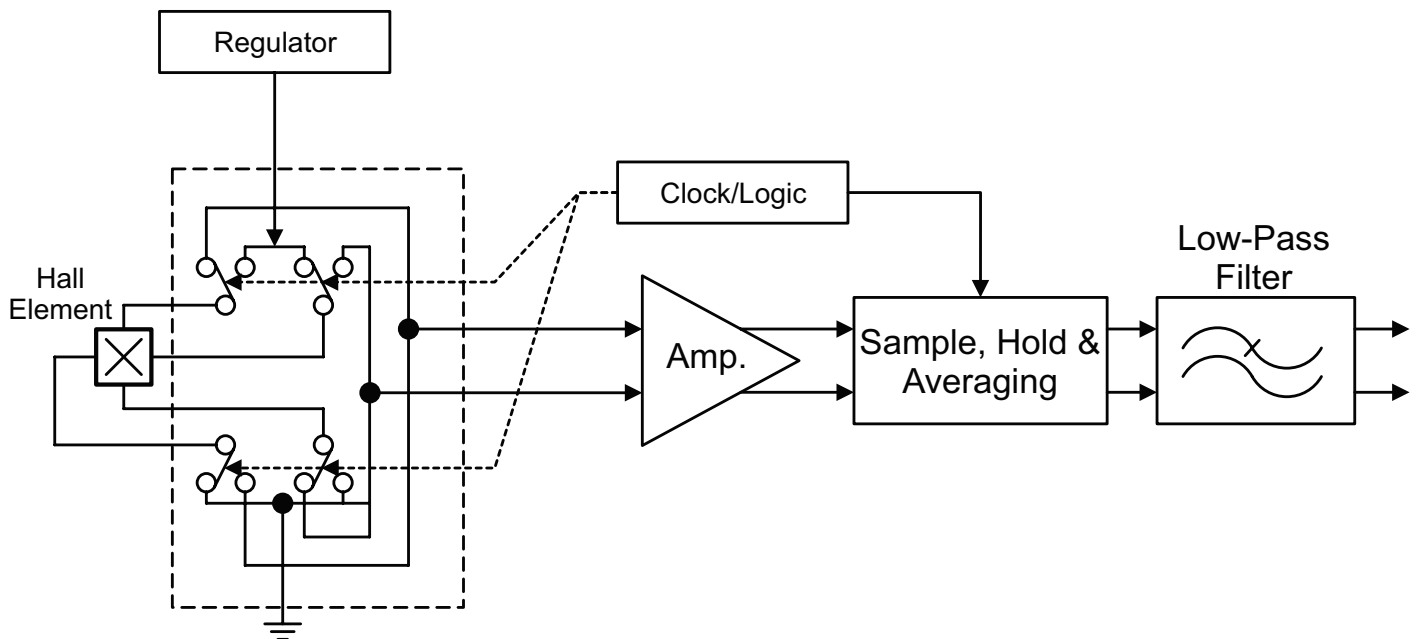 Regulator
Clock/Logic
Hall
Element
Low-Pass
Filter
Amp.
Sample, Hold &
Averaging